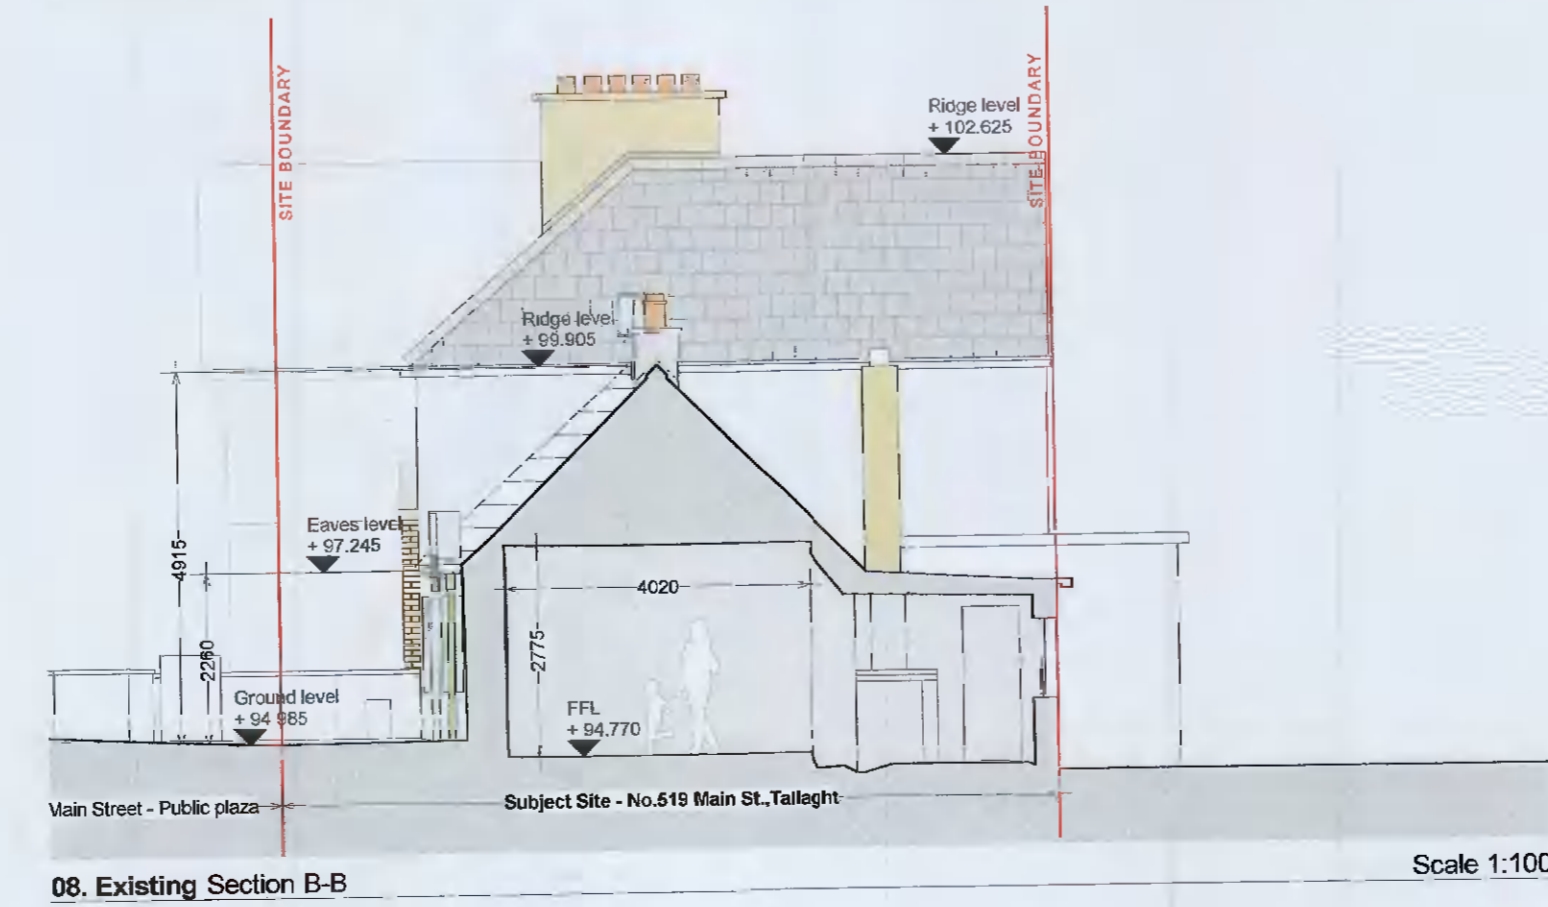 SITE BOUNDARY
SITE BOUNDARY
Ridge level
+ 102.625
Ridge level
+ 99.905
Eaves level
+ 97.245
4915
2260
4020
2775
Ground level
+ 94.985
FFL
+ 94.770
Main Street - Public plaza
Subject Site - No.519 Main St.,Tallaght
08. Existing Section B-B
Scale 1:100